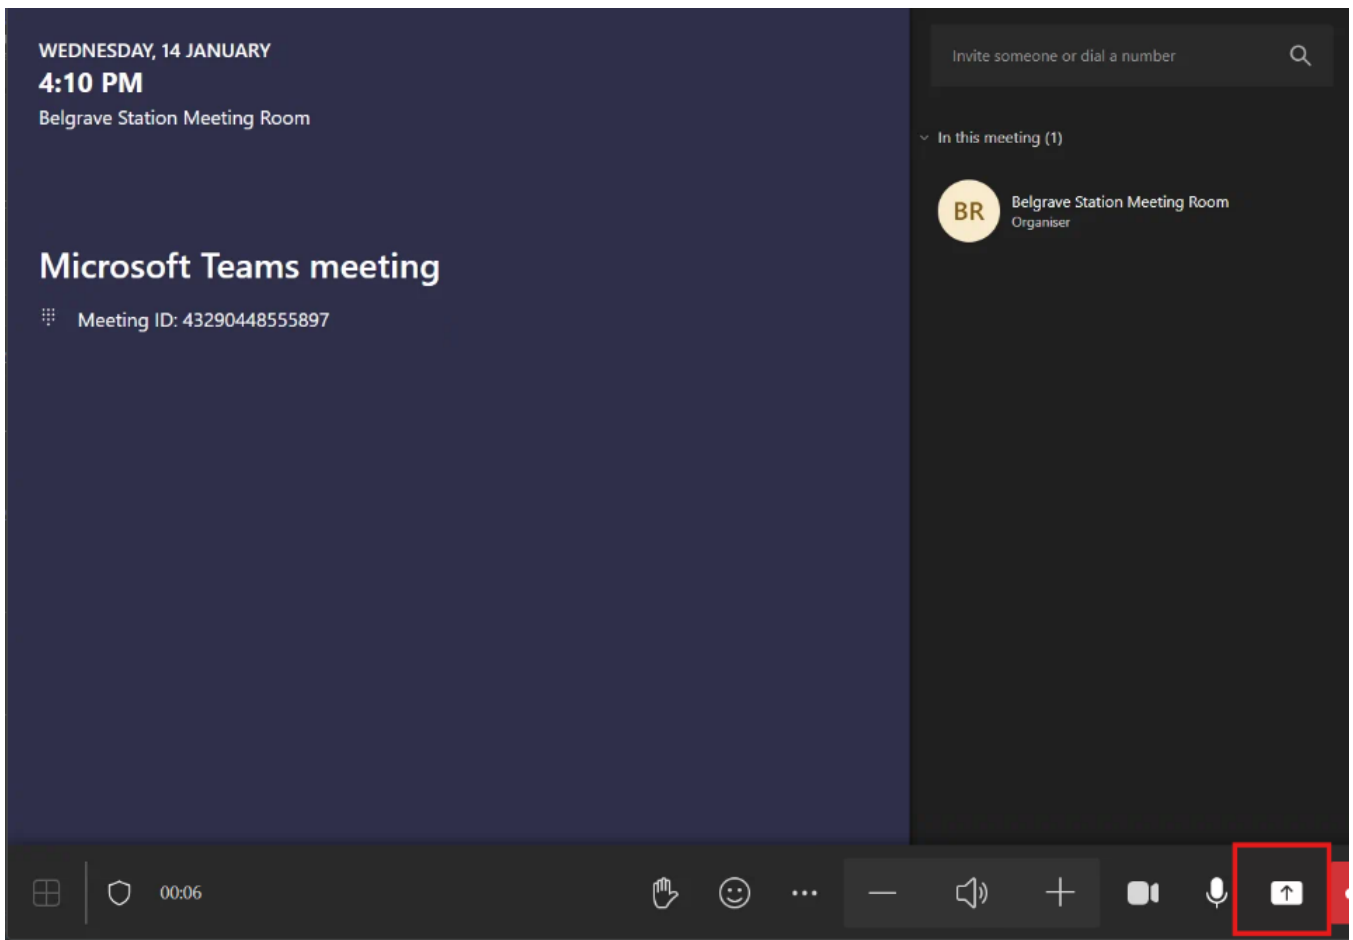 WEDNESDAY, 14 JANUARY
4:10 PM
Belgrave Station Meeting Room
Microsoft Teams meeting
Meeting ID: 43290448555897
Invite someone or dial a number
In this meeting (1)
BR
Belgrave Station Meeting Room
Organiser
00:06